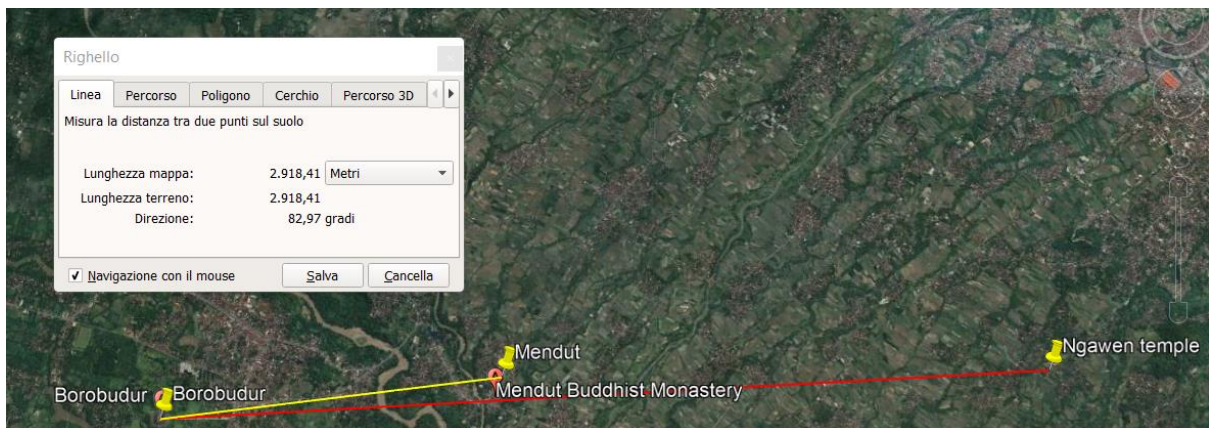 Righello
Linea Percorso Poligono Cerchio Percorso 3D
Misura la distanza tra due punti sul suolo
Lunghezza mappa: 2.918,41 Metri
Lunghezza terreno: 2.918,41
Direzione: 82,97 gradi
Navigazione con il mouse Salva Cancella
Mendut
Ngawen temple
Borobudur Borobudur
Mendut Buddhist Monastery